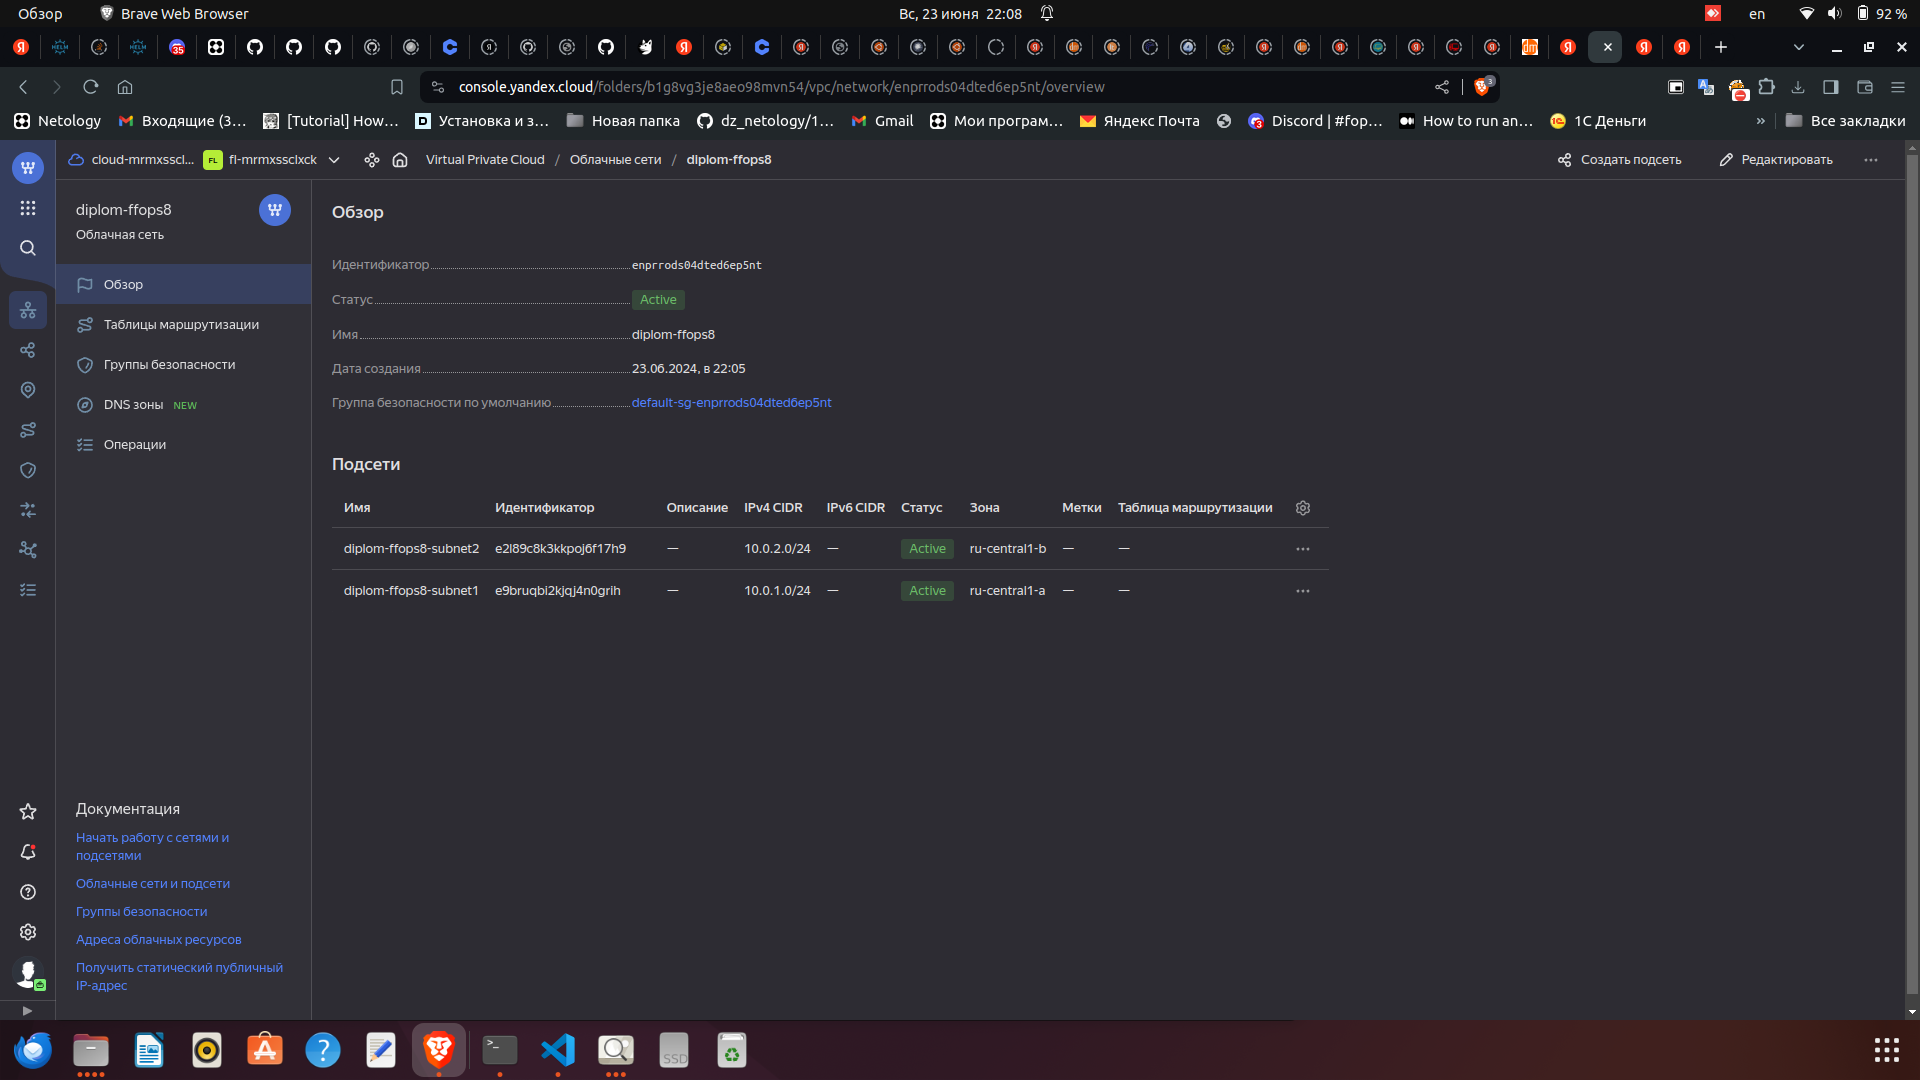 Обзор
Brave Web Browser
Вс, 23 июня 22:08
en
92 %
35
console.yandex.cloud/folders/b1g8vg3je8aeo98mvn54/vpc/network/enprrods04dted6ep5nt/overview
3
Netology
Входящие (3...
[Tutorial] How...
Установка и з...
Новая папка
dz_netology/1...
Gmail
Мои програм...
Яндекс Почта
Discord | #fop...
How to run an...
1С Деньги
»
Все закладки
cloud-mrmxsscl...
FL
fl-mrmxssclxck
Virtual Private Cloud / Облачные сети / diplom-ffops8
Создать подсеть
Редактировать
diplom-ffops8
Облачная сеть
Обзор
Таблицы маршрутизации
Группы безопасности
DNS зоны NEW
Операции
Документация
Начать работу с сетями и
подсетями
Облачные сети и подсети
Группы безопасности
Адреса облачных ресурсов
Получить статический публичный
IP-адрес
Обзор
Идентификатор enprrods04dted6ep5nt
Статус Active
Имя diplom-ffops8
Дата создания 23.06.2024, в 22:05
Группа безопасности по умолчанию default-sg-enprrods04dted6ep5nt
Подсети
Имя Идентификатор Описание IPv4 CIDR IPv6 CIDR Статус Зона Метки Таблица маршрутизации
diplom-ffops8-subnet2 e2l89c8k3kkpoj6f17h9 — 10.0.2.0/24 — Active ru-central1-b — —
diplom-ffops8-subnet1 e9bruqbi2kjqj4n0grih — 10.0.1.0/24 — Active ru-central1-a — —
SSD